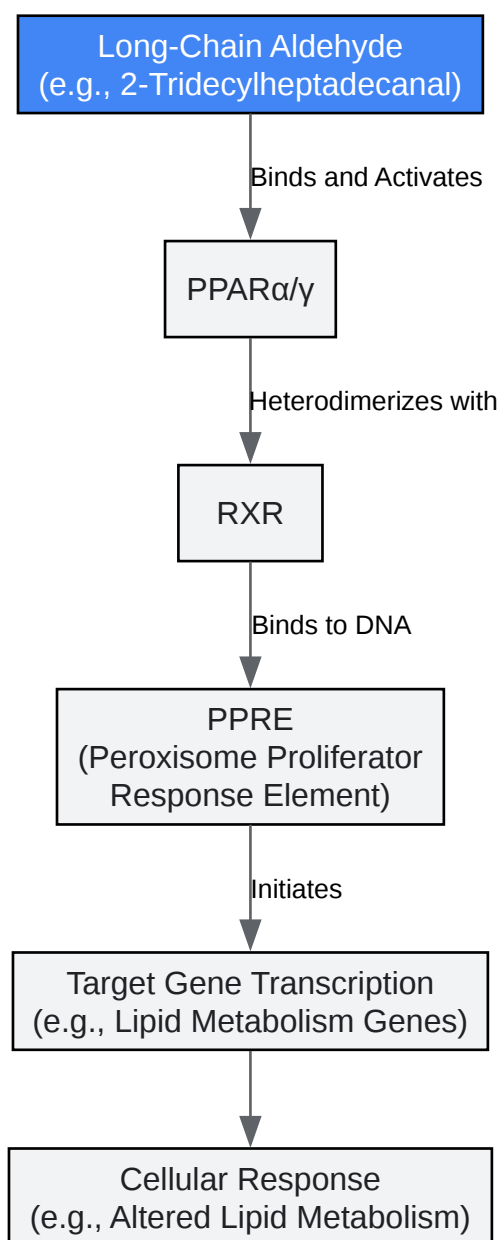 Long-Chain Aldehyde
(e.g., 2-Tridecylheptadecanal)
Binds and Activates
PPARα/γ
Heterodimerizes with
RXR
Binds to DNA
PPRE
(Peroxisome Proliferator
Response Element)
Initiates
Target Gene Transcription
(e.g., Lipid Metabolism Genes)
Cellular Response
(e.g., Altered Lipid Metabolism)